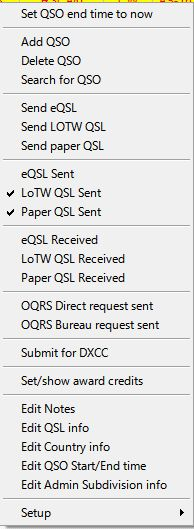 Set QSO end time to now
Add QSO
Delete QSO
Search for QSO
Send eQSL
Send LOTW QSL
Send paper QSL
eQSL Sent
LoTW QSL Sent
Paper QSL Sent
eQSL Received
LoTW QSL Received
Paper QSL Received
OQRS Direct request sent
OQRS Bureau request sent
Submit for DXCC
Set/show award credits
Edit Notes
Edit QSL info
Edit Country info
Edit QSO Start/End time
Edit Admin Subdivision info
Setup